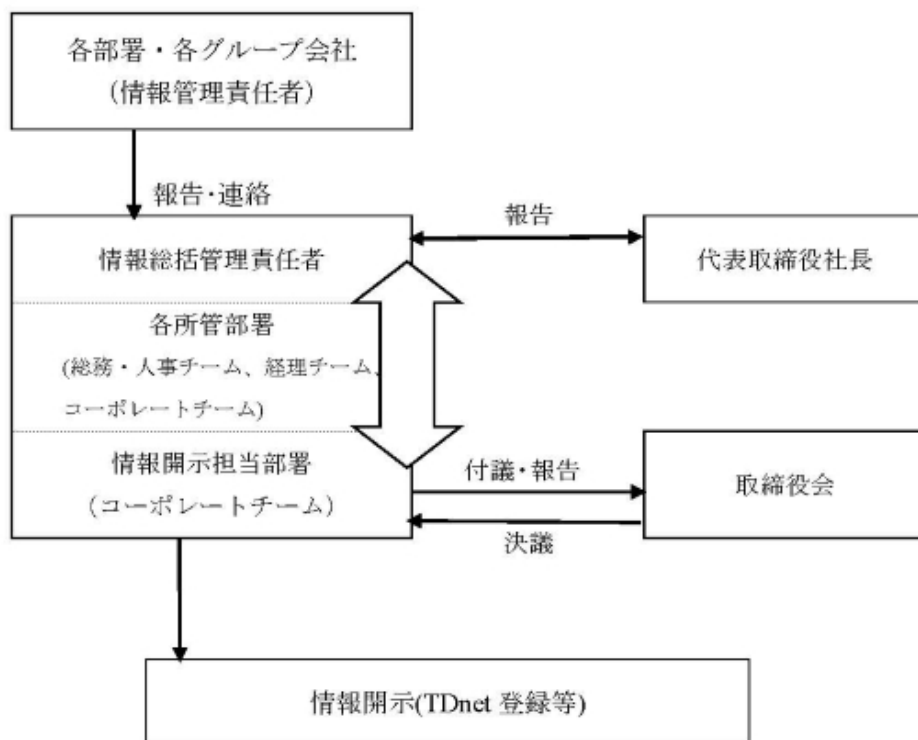 各部署・各グループ会社
（情報管理責任者）
報告・連絡
情報総括管理責任者
報告
代表取締役社長
各所管部署
(総務・人事チーム、経理チーム、
コーポレートチーム)
情報開示担当部署
（コーポレートチーム）
付議・報告
取締役会
決議
情報開示(TDnet 登録等)